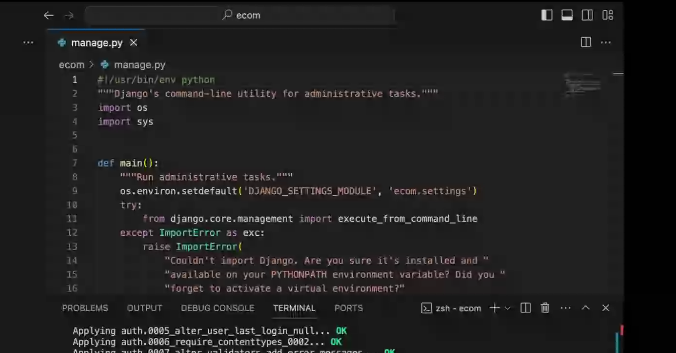 ecom
manage.py
ecom > manage.py
1 #!/usr/bin/env python
2 """Django's command-line utility for administrative tasks."""
3 import os
4 import sys
5
6
7 def main():
8 """Run administrative tasks."""
9 os.environ.setdefault('DJANGO_SETTINGS_MODULE', 'ecom.settings')
10 try:
11 from django.core.management import execute_from_command_line
12 except ImportError as exc:
13 raise ImportError(
14 "Couldn't import Django. Are you sure it's installed and "
15 "available on your PYTHONPATH environment variable? Did you "
16 "forget to activate a virtual environment?"
PROBLEMS OUTPUT DEBUG CONSOLE TERMINAL PORTS zsh - ecom
Applying auth.0005_alter_user_last_login_null... OK
Applying auth.0006_require_contenttypes_0002... OK
Applying auth.0007_alter_validators_add_error_messages... OK